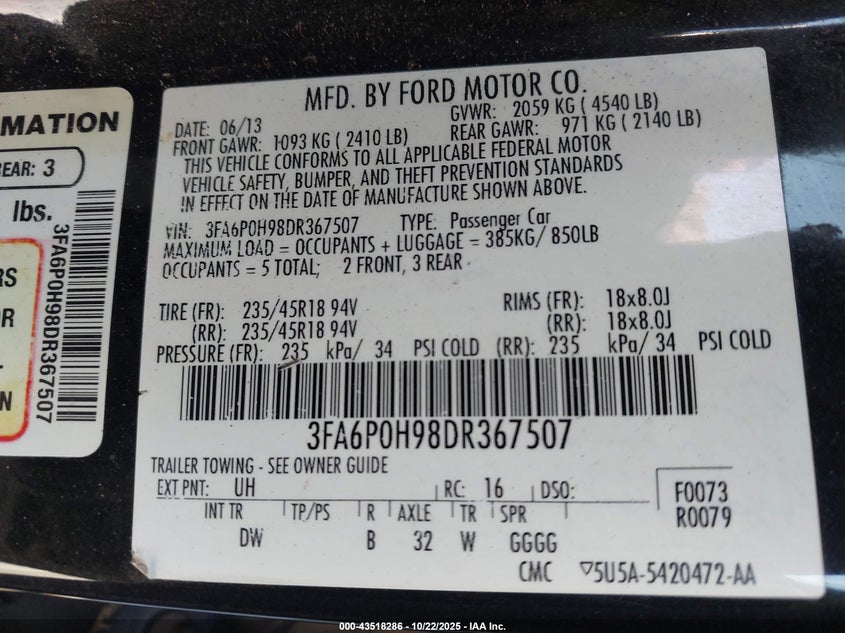 MATION
REAR: 3
lbs.
RS
OR
N
3FA6P0H98DR367507
MFD. BY FORD MOTOR CO.
DATE: 06/13 GVWR: 2059 KG ( 4540 LB)
FRONT GAWR: 1093 KG ( 2410 LB) REAR GAWR: 971 KG ( 2140 LB)
THIS VEHICLE CONFORMS TO ALL APPLICABLE FEDERAL MOTOR
VEHICLE SAFETY, BUMPER, AND THEFT PREVENTION STANDARDS
IN EFFECT ON THE DATE OF MANUFACTURE SHOWN ABOVE.
VIN: 3FA6P0H98DR367507 TYPE: Passenger Car
MAXIMUM LOAD = OCCUPANTS + LUGGAGE = 385KG/ 850LB
OCCUPANTS = 5 TOTAL; 2 FRONT, 3 REAR
TIRE (FR): 235/45R18 94V RIMS (FR): 18x8.0J
(RR): 235/45R18 94V (RR): 18x8.0J
PRESSURE (FR): 235 kPa/ 34 PSI COLD (RR): 235 kPa/ 34 PSI COLD
3FA6P0H98DR367507
TRAILER TOWING - SEE OWNER GUIDE
EXT PNT: UH RC: 16 DSO: F0073
INT TR TP/PS R AXLE TR SPR R0079
DW B 32 W GGGG
CMC ▽5U5A-5420472-AA
000-43518286 - 10/22/2025 - IAA Inc.